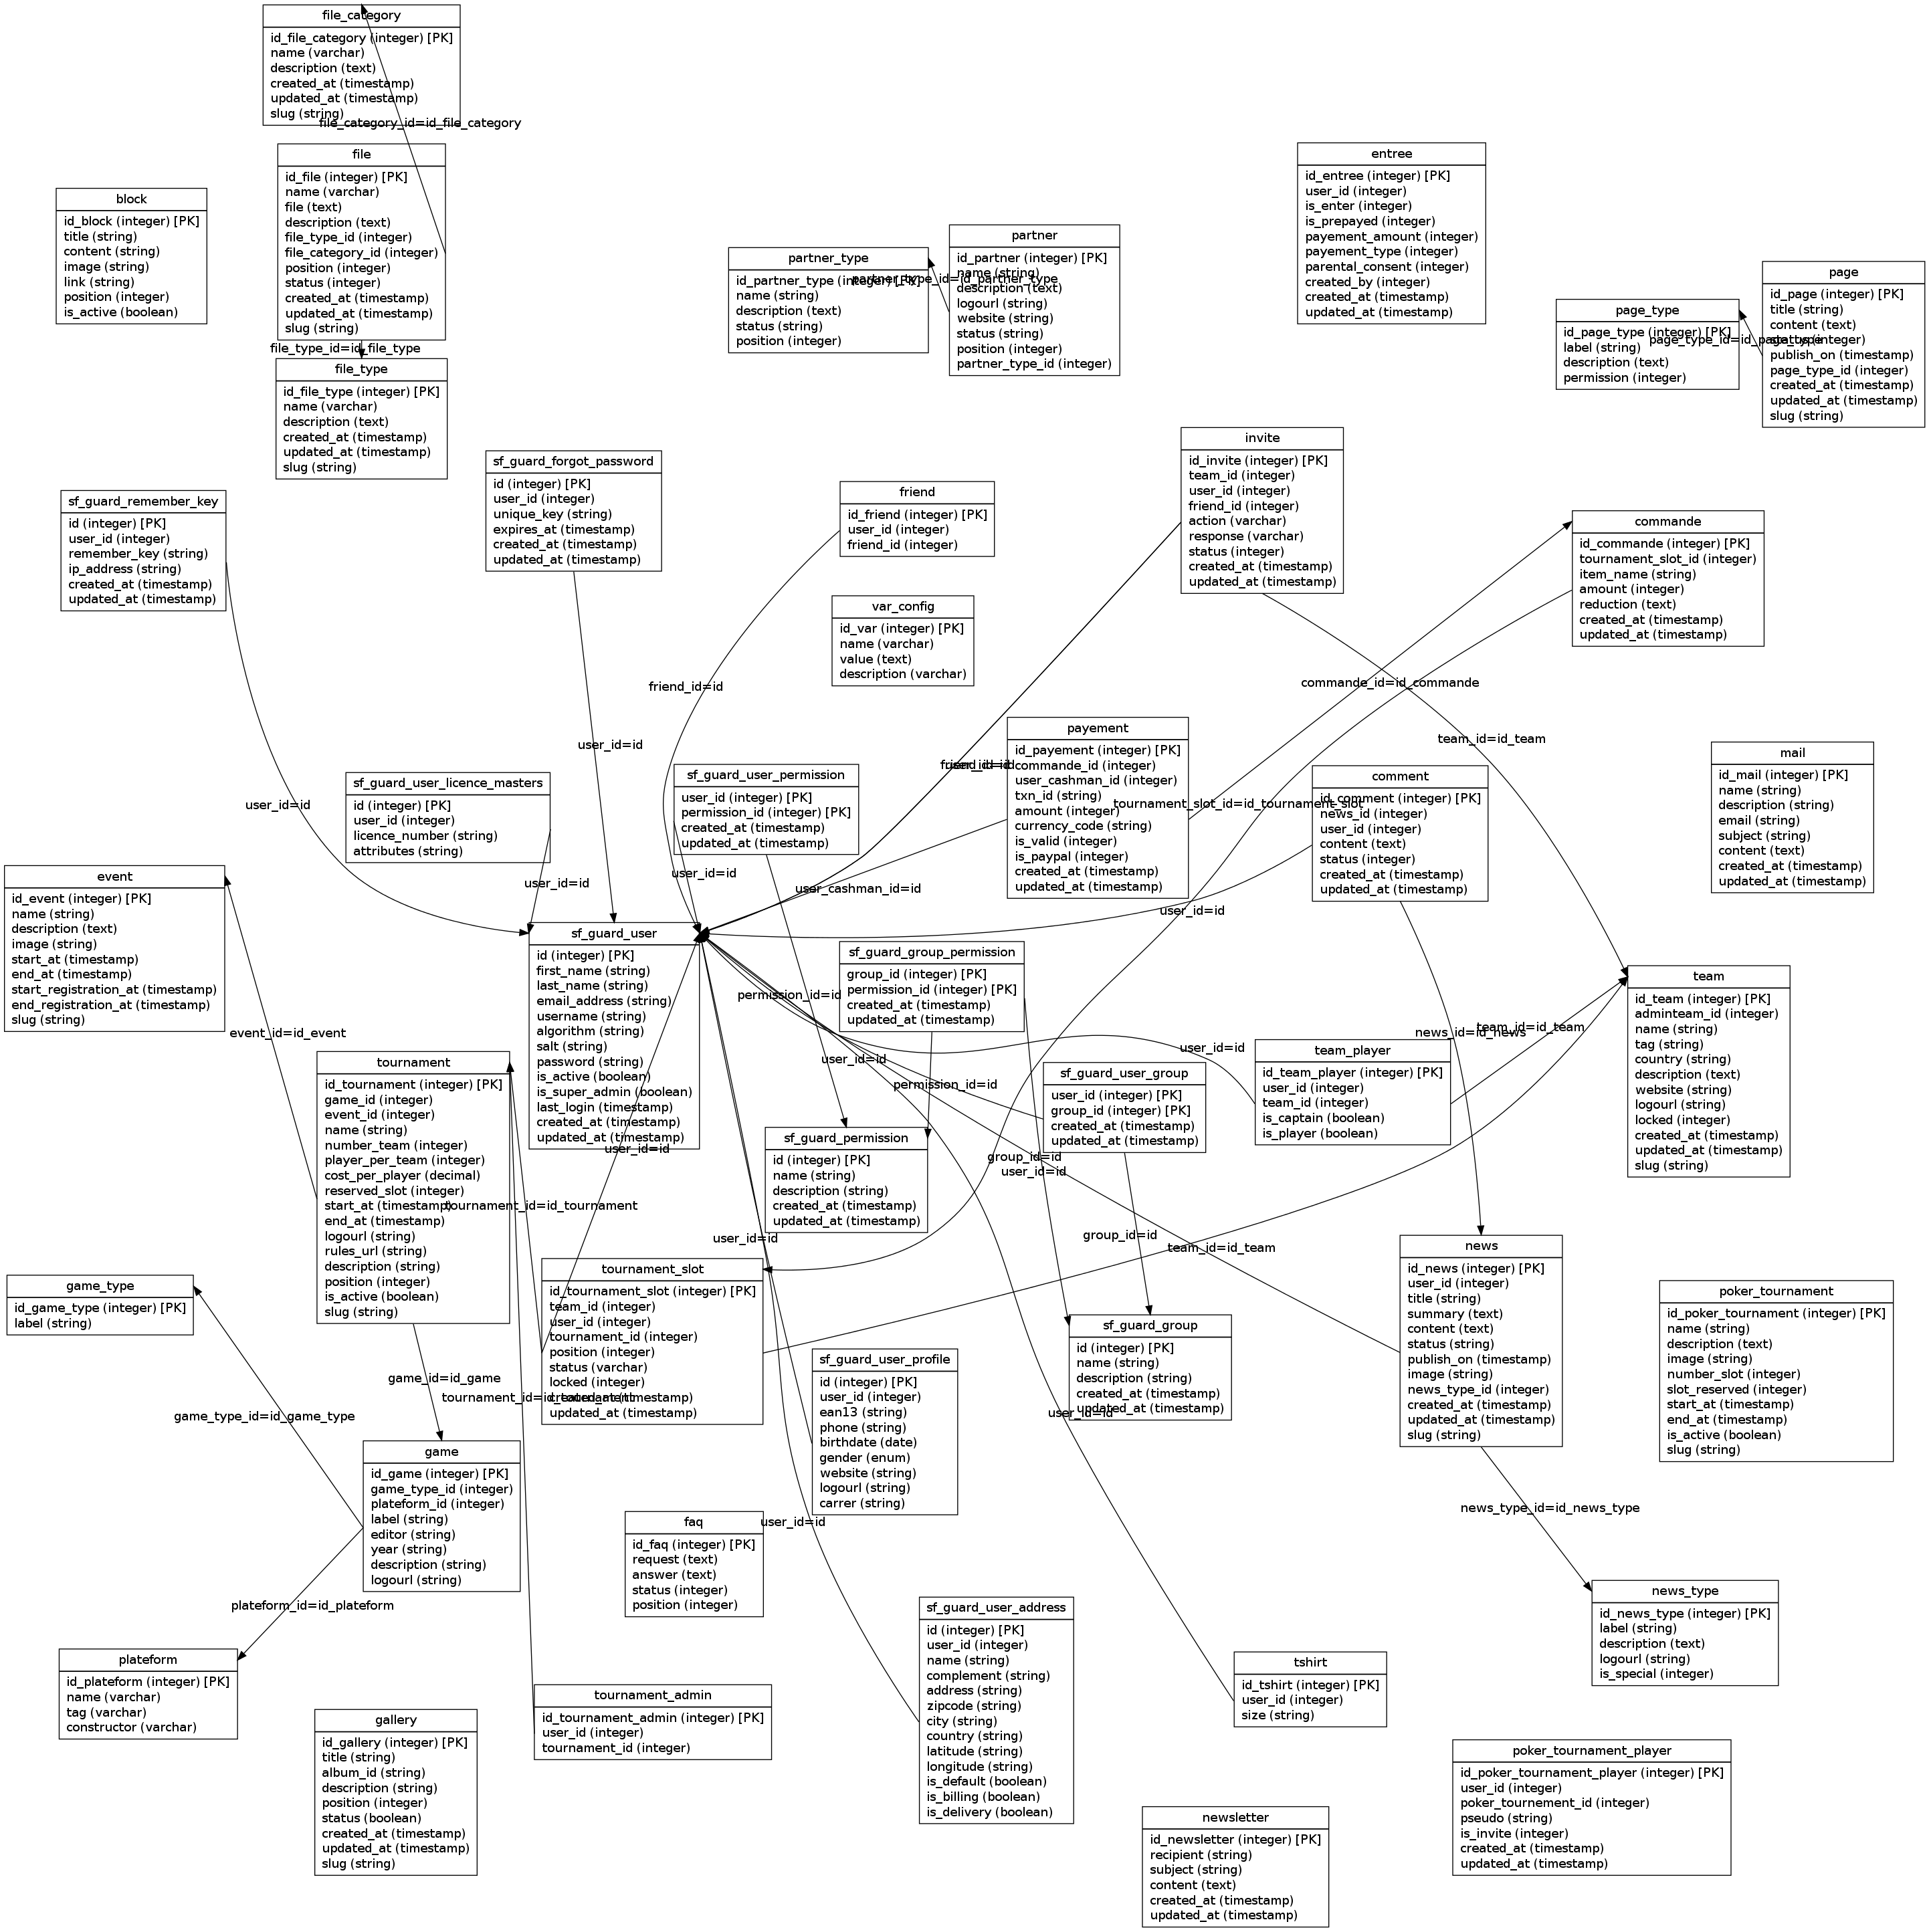 file_category
id_file_category (integer) [PK]
name (varchar)
description (text)
created_at (timestamp)
updated_at (timestamp)
slug (string)
file_category_id=id_file_category
file
id_file (integer) [PK]
name (varchar)
file (text)
description (text)
file_type_id (integer)
file_category_id (integer)
position (integer)
status (integer)
created_at (timestamp)
updated_at (timestamp)
slug (string)
file_type_id=id_file_type
file_type
id_file_type (integer) [PK]
name (varchar)
description (text)
created_at (timestamp)
updated_at (timestamp)
slug (string)
block
id_block (integer) [PK]
title (string)
content (string)
image (string)
link (string)
position (integer)
is_active (boolean)
partner_type
id_partner_type (integer) [PK]
name (string)
description (text)
status (string)
position (integer)
partner_type_id=id_partner_type
partner
id_partner (integer) [PK]
name (string)
description (text)
logourl (string)
website (string)
status (string)
position (integer)
partner_type_id (integer)
entree
id_entree (integer) [PK]
user_id (integer)
is_enter (integer)
is_prepayed (integer)
payement_amount (integer)
payement_type (integer)
parental_consent (integer)
created_by (integer)
created_at (timestamp)
updated_at (timestamp)
page_type
id_page_type (integer) [PK]
label (string)
description (text)
permission (integer)
page_type_id=id_page_type
page
id_page (integer) [PK]
title (string)
content (text)
status (integer)
publish_on (timestamp)
page_type_id (integer)
created_at (timestamp)
updated_at (timestamp)
slug (string)
sf_guard_remember_key
id (integer) [PK]
user_id (integer)
remember_key (string)
ip_address (string)
created_at (timestamp)
updated_at (timestamp)
user_id=id
sf_guard_forgot_password
id (integer) [PK]
user_id (integer)
unique_key (string)
expires_at (timestamp)
created_at (timestamp)
updated_at (timestamp)
user_id=id
friend
id_friend (integer) [PK]
user_id (integer)
friend_id (integer)
friend_id=id
var_config
id_var (integer) [PK]
name (varchar)
value (text)
description (varchar)
invite
id_invite (integer) [PK]
team_id (integer)
user_id (integer)
friend_id (integer)
action (varchar)
response (varchar)
status (integer)
created_at (timestamp)
updated_at (timestamp)
friend_id=id
user_id=id
team_id=id_team
commande
id_commande (integer) [PK]
tournament_slot_id (integer)
item_name (string)
amount (integer)
reduction (text)
created_at (timestamp)
updated_at (timestamp)
commande_id=id_commande
tournament_slot_id=id_tournament_slot
payement
id_payement (integer) [PK]
commande_id (integer)
user_cashman_id (integer)
txn_id (string)
amount (integer)
currency_code (string)
is_valid (integer)
is_paypal (integer)
created_at (timestamp)
updated_at (timestamp)
user_cashman_id=id
comment
id_comment (integer) [PK]
news_id (integer)
user_id (integer)
content (text)
status (integer)
created_at (timestamp)
updated_at (timestamp)
user_id=id
news_id=id_news
mail
id_mail (integer) [PK]
name (string)
description (string)
email (string)
subject (string)
content (text)
created_at (timestamp)
updated_at (timestamp)
sf_guard_user_licence_masters
id (integer) [PK]
user_id (integer)
licence_number (string)
attributes (string)
user_id=id
sf_guard_user_permission
user_id (integer) [PK]
permission_id (integer) [PK]
created_at (timestamp)
updated_at (timestamp)
user_id=id
permission_id=id
event
id_event (integer) [PK]
name (string)
description (text)
image (string)
start_at (timestamp)
end_at (timestamp)
start_registration_at (timestamp)
end_registration_at (timestamp)
slug (string)
event_id=id_event
sf_guard_user
id (integer) [PK]
first_name (string)
last_name (string)
email_address (string)
username (string)
algorithm (string)
salt (string)
password (string)
is_active (boolean)
is_super_admin (boolean)
last_login (timestamp)
created_at (timestamp)
updated_at (timestamp)
user_id=id
sf_guard_group_permission
group_id (integer) [PK]
permission_id (integer) [PK]
created_at (timestamp)
updated_at (timestamp)
user_id=id
permission_id=id
group_id=id
sf_guard_user_group
user_id (integer) [PK]
group_id (integer) [PK]
created_at (timestamp)
updated_at (timestamp)
user_id=id
group_id=id
team_player
id_team_player (integer) [PK]
user_id (integer)
team_id (integer)
is_captain (boolean)
is_player (boolean)
user_id=id
team_id=id_team
team
id_team (integer) [PK]
adminteam_id (integer)
name (string)
tag (string)
country (string)
description (text)
website (string)
logourl (string)
locked (integer)
created_at (timestamp)
updated_at (timestamp)
slug (string)
tournament
id_tournament (integer) [PK]
game_id (integer)
event_id (integer)
name (string)
number_team (integer)
player_per_team (integer)
cost_per_player (decimal)
reserved_slot (integer)
start_at (timestamp)
end_at (timestamp)
logourl (string)
rules_url (string)
description (string)
position (integer)
is_active (boolean)
slug (string)
tournament_id=id_tournament
game_id=id_game
sf_guard_permission
id (integer) [PK]
name (string)
description (string)
created_at (timestamp)
updated_at (timestamp)
user_id=id
tournament_slot
id_tournament_slot (integer) [PK]
team_id (integer)
user_id (integer)
tournament_id (integer)
position (integer)
status (varchar)
locked (integer)
created_at (timestamp)
updated_at (timestamp)
team_id=id_team
tournament_id=id_tournament
game_type
id_game_type (integer) [PK]
label (string)
game_type_id=id_game_type
sf_guard_group
id (integer) [PK]
name (string)
description (string)
created_at (timestamp)
updated_at (timestamp)
user_id=id
news
id_news (integer) [PK]
user_id (integer)
title (string)
summary (text)
content (text)
status (string)
publish_on (timestamp)
image (string)
news_type_id (integer)
created_at (timestamp)
updated_at (timestamp)
slug (string)
news_type_id=id_news_type
poker_tournament
id_poker_tournament (integer) [PK]
name (string)
description (text)
image (string)
number_slot (integer)
slot_reserved (integer)
start_at (timestamp)
end_at (timestamp)
is_active (boolean)
slug (string)
sf_guard_user_profile
id (integer) [PK]
user_id (integer)
ean13 (string)
phone (string)
birthdate (date)
gender (enum)
website (string)
logourl (string)
carrer (string)
game
id_game (integer) [PK]
game_type_id (integer)
plateform_id (integer)
label (string)
editor (string)
year (string)
description (string)
logourl (string)
plateform_id=id_plateform
faq
id_faq (integer) [PK]
request (text)
answer (text)
status (integer)
position (integer)
user_id=id
sf_guard_user_address
id (integer) [PK]
user_id (integer)
name (string)
complement (string)
address (string)
zipcode (string)
city (string)
country (string)
latitude (string)
longitude (string)
is_default (boolean)
is_billing (boolean)
is_delivery (boolean)
news_type
id_news_type (integer) [PK]
label (string)
description (text)
logourl (string)
is_special (integer)
plateform
id_plateform (integer) [PK]
name (varchar)
tag (varchar)
constructor (varchar)
tshirt
id_tshirt (integer) [PK]
user_id (integer)
size (string)
tournament_admin
id_tournament_admin (integer) [PK]
user_id (integer)
tournament_id (integer)
gallery
id_gallery (integer) [PK]
title (string)
album_id (string)
description (string)
position (integer)
status (boolean)
created_at (timestamp)
updated_at (timestamp)
slug (string)
poker_tournament_player
id_poker_tournament_player (integer) [PK]
user_id (integer)
poker_tournement_id (integer)
pseudo (string)
is_invite (integer)
created_at (timestamp)
updated_at (timestamp)
newsletter
id_newsletter (integer) [PK]
recipient (string)
subject (string)
content (text)
created_at (timestamp)
updated_at (timestamp)